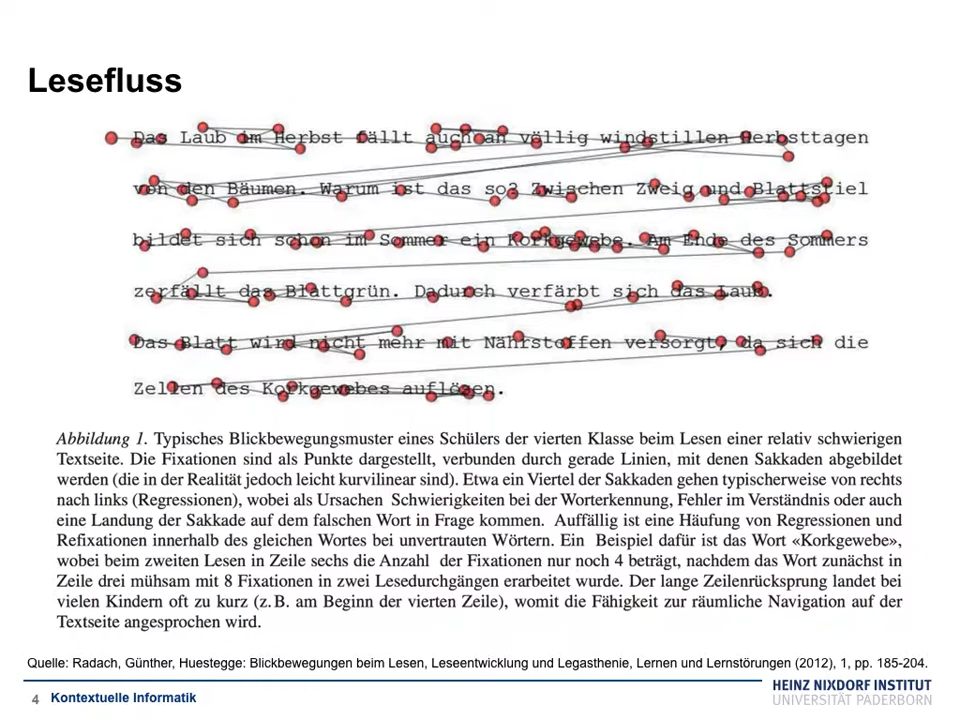 Lesefluss
Das Laub im Herbst fällt auch an völlig windstillen Herbsttagen
von den Bäumen. Warum ist das so? Zwischen Zweig und Blattstiel
bildet sich schon im Sommer ein Korkgewebe. Am Ende des Sommers
zerfällt das Blattgrün. Dadurch verfärbt sich das Laub.
Das Blatt wird nicht mehr mit Nährstoffen versorgt, da sich die
Zellen des Korkgewebes auflösen.
Abbildung 1. Typisches Blickbewegungsmuster eines Schülers der vierten Klasse beim Lesen einer relativ schwierigen
Textseite. Die Fixationen sind als Punkte dargestellt, verbunden durch gerade Linien, mit denen Sakkaden abgebildet
werden (die in der Realität jedoch leicht kurvilinear sind). Etwa ein Viertel der Sakkaden gehen typischerweise von rechts
nach links (Regressionen), wobei als Ursachen Schwierigkeiten bei der Worterkennung, Fehler im Verständnis oder auch
eine Landung der Sakkade auf dem falschen Wort in Frage kommen. Auffällig ist eine Häufung von Regressionen und
Refixationen innerhalb des gleichen Wortes bei unvertrauten Wörtern. Ein Beispiel dafür ist das Wort «Korkgewebe»,
wobei beim zweiten Lesen in Zeile sechs die Anzahl der Fixationen nur noch 4 beträgt, nachdem das Wort zunächst in
Zeile drei mühsam mit 8 Fixationen in zwei Lesedurchgängen erarbeitet wurde. Der lange Zeilenrücksprung landet bei
vielen Kindern oft zu kurz (z.B. am Beginn der vierten Zeile), womit die Fähigkeit zur räumliche Navigation auf der
Textseite angesprochen wird.
Quelle: Radach, Günther, Huestegge: Blickbewegungen beim Lesen, Leseentwicklung und Legasthenie, Lernen und Lernstörungen (2012), 1, pp. 185-204.
4 Kontextuelle Informatik
HEINZ NIXDORF INSTITUT
UNIVERSITÄT PADERBORN